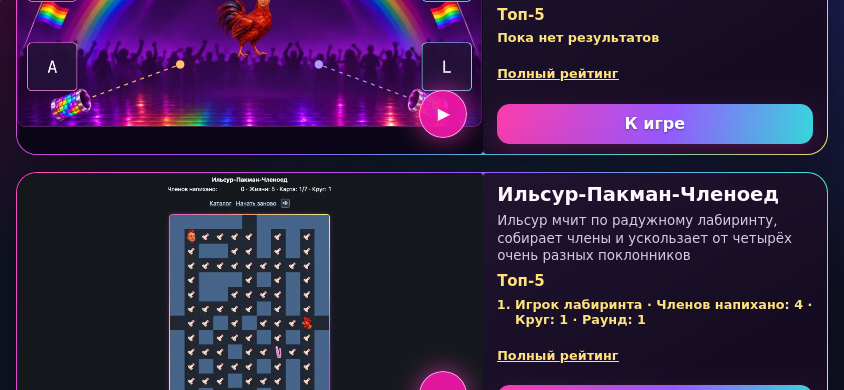 Топ-5
Пока нет результатов
A
L
Полный рейтинг
К игре
Ильсур-Пакман-Членоед
Членов напихано: 0 · Жизни: 5 · Карта: 1/7 · Круг: 1
Каталог Начать заново
Ильсур-Пакман-Членоед
Ильсур мчит по радужному лабиринту,
собирает члены и ускользает от четырёх
очень разных поклонников
Топ-5
1. Игрок лабиринта · Членов напихано: 4 ·
Круг: 1 · Раунд: 1
Полный рейтинг